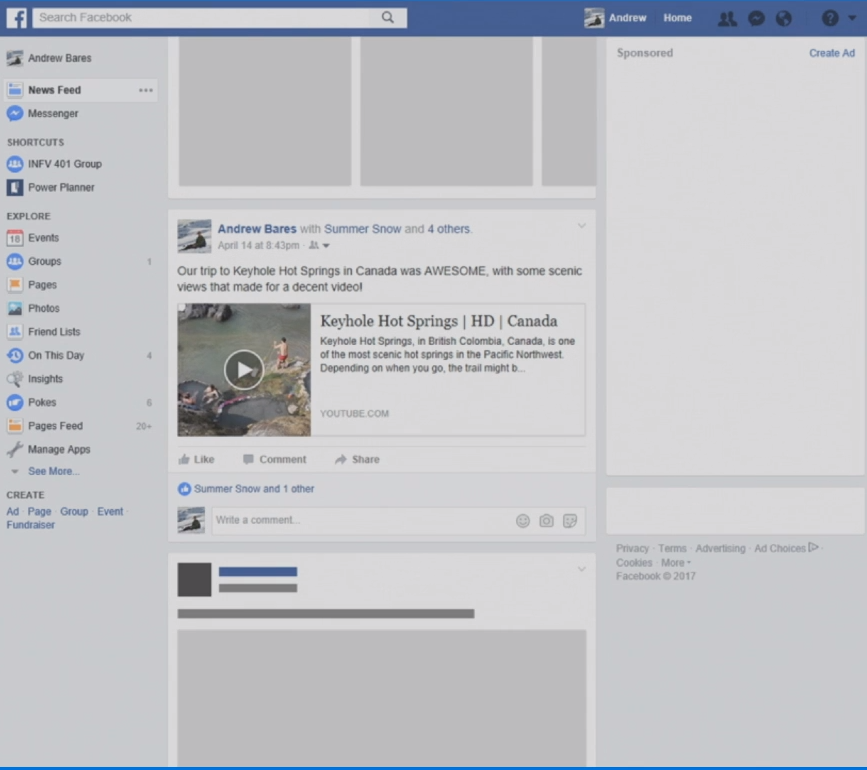 f
Search Facebook
Andrew
Home
?
Andrew Bares
News Feed
Messenger
SHORTCUTS
INFV 401 Group
Power Planner
EXPLORE
18 Events
Groups 1
Pages
Photos
Friend Lists
On This Day 4
Insights
Pokes 6
Pages Feed 20+
Manage Apps
See More...
CREATE
Ad · Page · Group · Event ·
Fundraiser
Andrew Bares with Summer Snow and 4 others.
April 14 at 8:43pm ·
Our trip to Keyhole Hot Springs in Canada was AWESOME, with some scenic
views that made for a decent video!
Keyhole Hot Springs | HD | Canada
Keyhole Hot Springs, in British Colombia, Canada, is one
of the most scenic hot springs in the Pacific Northwest.
Depending on when you go, the trail might b...
YOUTUBE.COM
Like
Comment
Share
Summer Snow and 1 other
Write a comment...
Sponsored
Create Ad
Privacy · Terms · Advertising · Ad Choices ·
Cookies · More
Facebook © 2017